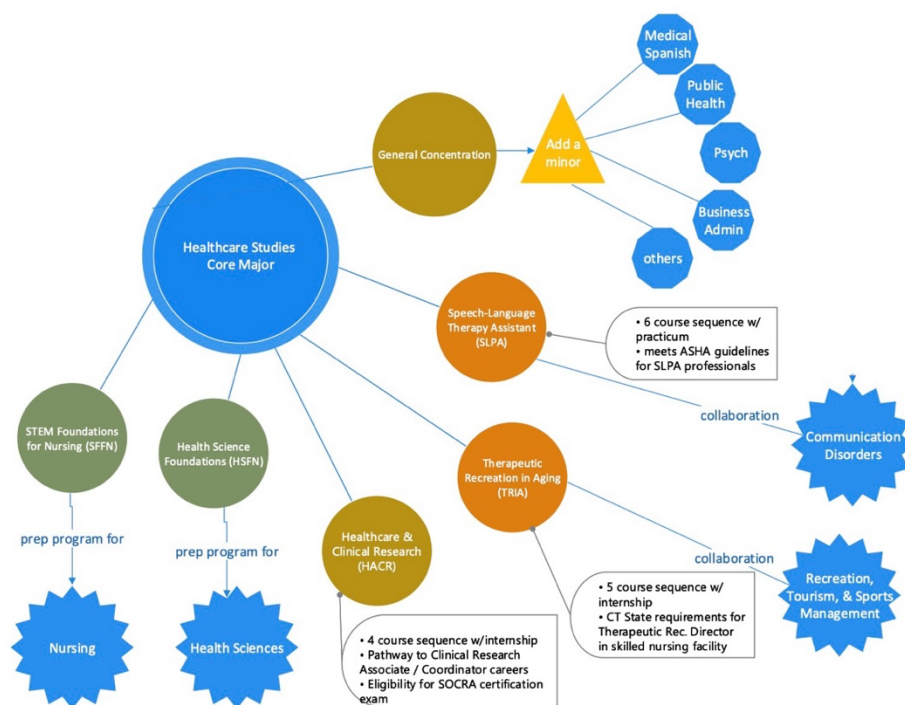 Medical
Spanish
Public
Health
General Concentration
Add a
minor
Psych
Business
Admin
others
Healthcare Studies
Core Major
Speech-Language
Therapy Assistant
(SLPA)
• 6 course sequence w/
practicum
• meets ASHA guidelines
for SLPA professionals
collaboration
Communication
Disorders
STEM Foundations
for Nursing (SFFN)
Health Science
Foundations (HSFN)
Therapeutic
Recreation in Aging
(TRIA)
prep program for
prep program for
Healthcare &
Clinical Research
(HACR)
collaboration
Recreation,
Tourism, & Sports
Management
• 5 course sequence w/
internship
• CT State requirements for
Therapeutic Rec. Director
in skilled nursing facility
Nursing
Health Sciences
• 4 course sequence w/internship
• Pathway to Clinical Research
Associate / Coordinator careers
• Eligibility for SOCRA certification
exam